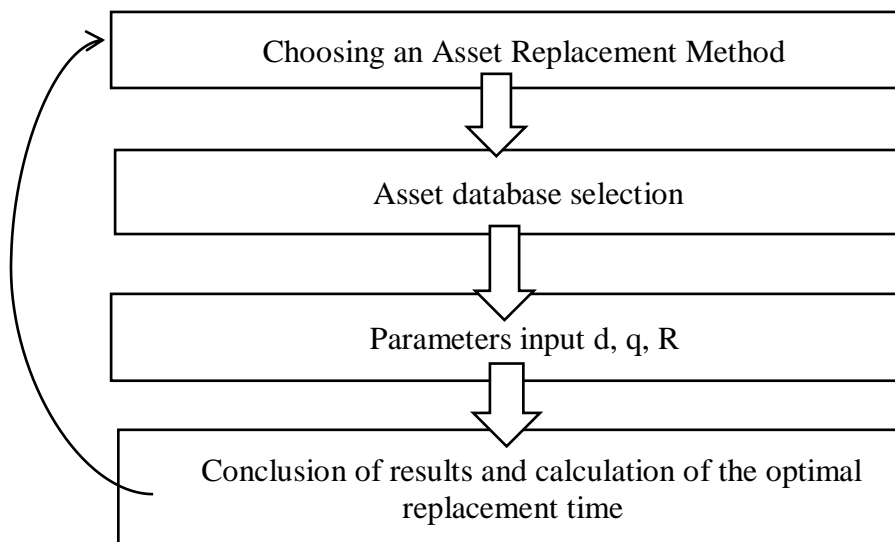 Choosing an Asset Replacement Method
Asset database selection
Parameters input d, q, R
Conclusion of results and calculation of the optimal
replacement time